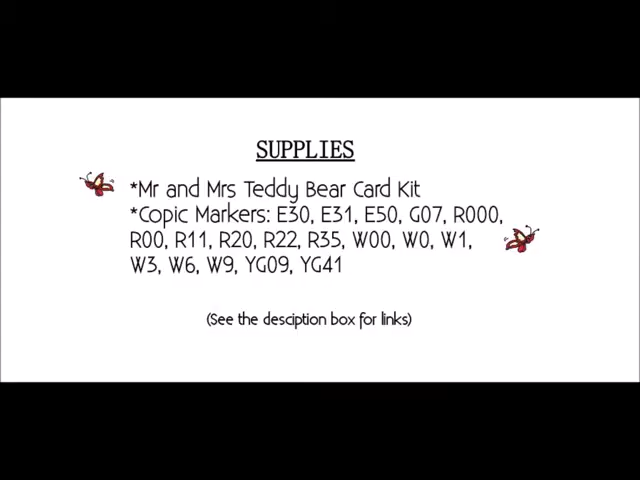 SUPPLIES
*Mr and Mrs Teddy Bear Card Kit
*Copic Markers: E30, E31, E50, G07, R000,
R00, R11, R20, R22, R35, W00, W0, W1,
W3, W6, W9, YG09, YG41
(See the desciption box for links)